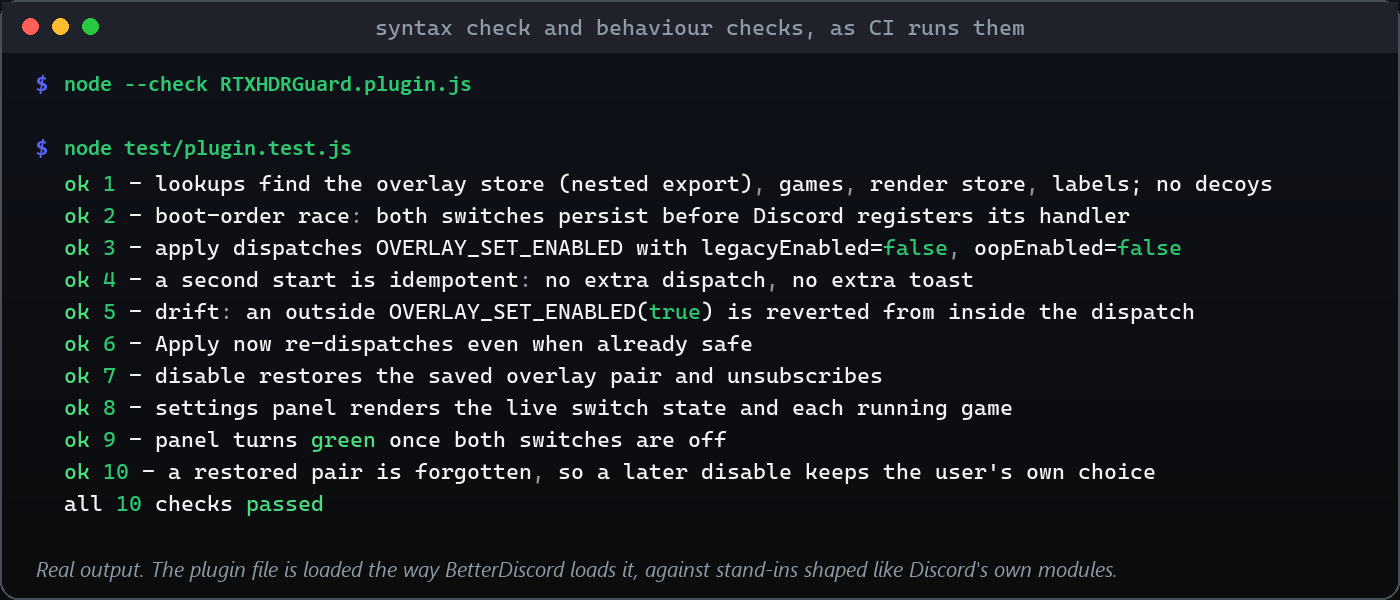 syntax check and behaviour checks, as CI runs them
$ node --check RTXHDRGuard.plugin.js
$ node test/plugin.test.js
ok 1 – lookups find the overlay store (nested export), games, render store, labels; no decoys
ok 2 – boot-order race: both switches persist before Discord registers its handler
ok 3 – apply dispatches OVERLAY_SET_ENABLED with legacyEnabled=false, oopEnabled=false
ok 4 – a second start is idempotent: no extra dispatch, no extra toast
ok 5 – drift: an outside OVERLAY_SET_ENABLED(true) is reverted from inside the dispatch
ok 6 – Apply now re-dispatches even when already safe
ok 7 – disable restores the saved overlay pair and unsubscribes
ok 8 – settings panel renders the live switch state and each running game
ok 9 – panel turns green once both switches are off
ok 10 – a restored pair is forgotten, so a later disable keeps the user's own choice
all 10 checks passed
Real output. The plugin file is loaded the way BetterDiscord loads it, against stand-ins shaped like Discord's own modules.